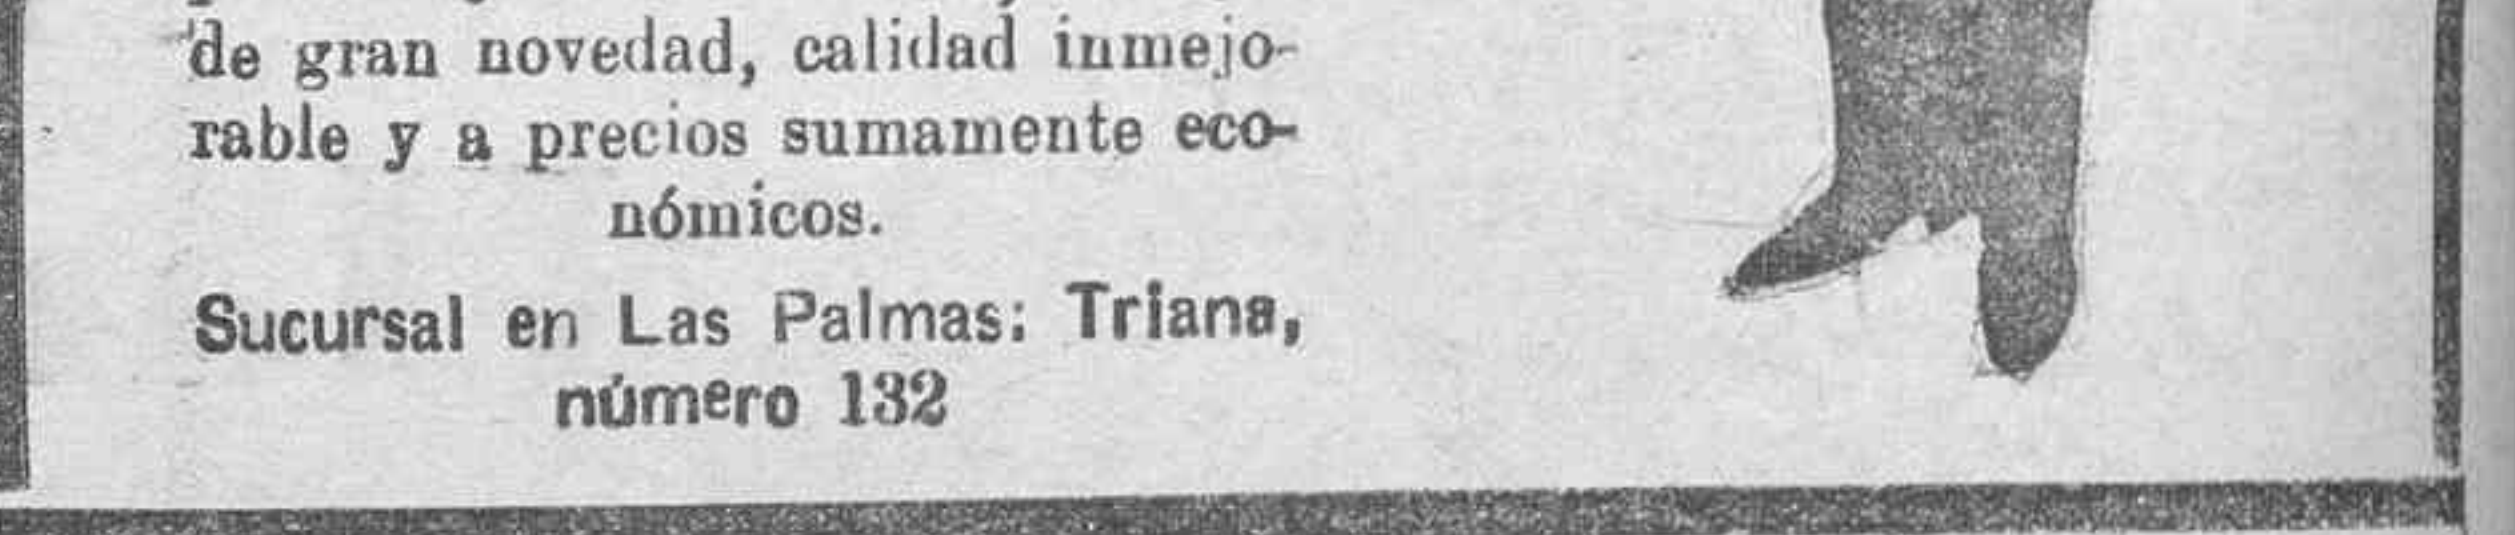 de gran novedad, calidad inmejo-
rable y a precios sumamente eco-
nómicos.
Sucursal en Las Palmas: Triana,
número 132